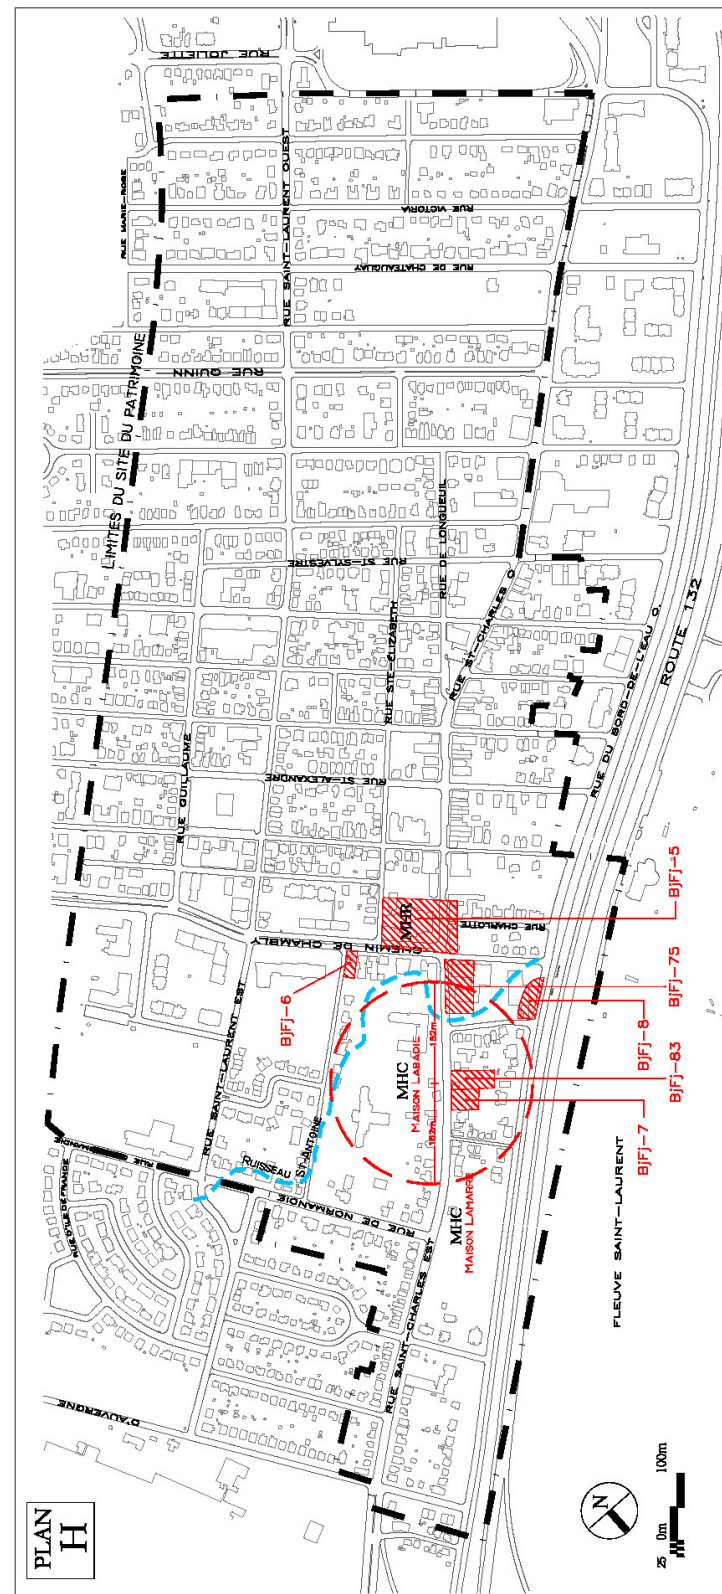 PLAN
H
RUE JOLIETTE
RUE MARIE-ROSE
RUE SAINT-LAURENT OUEST
RUE VICTORIA
RUE DE CHATEAUGUAY
RUE QUINN
LIMITES DU SITE DU PATRIMOINE
RUE ST-SYLVESTRE
RUE DE LONGUEUIL
RUE STE-ELIZABETH
RUE ST-CHARLES O
ROUTE 132
RUE DU BORD-DE-L'EAU O.
RUE GUILLAUME
RUE ST-ALEXANDRE
RUE CHARLOTTE
CHEMIN DE CHAMBLY
MHR
BjFj-5
BjFj-6
BjFj-75
BjFj-8
BjFj-83
BjFj-7
MHC
MAISON LABADIE
152m
152m
RUE SAINT-LAURENT EST
Ruisseau
ST-ANTOINE
RUE DE NORMANDIE
RUE NORMANDIE
RUE D'ILE DE FRANCE
MHC
MAISON LAMARRE
RUE SAINT-CHARLES EST
FLEUVE SAINT-LAURENT
D'AUVERGNE
N
25 0m 100m